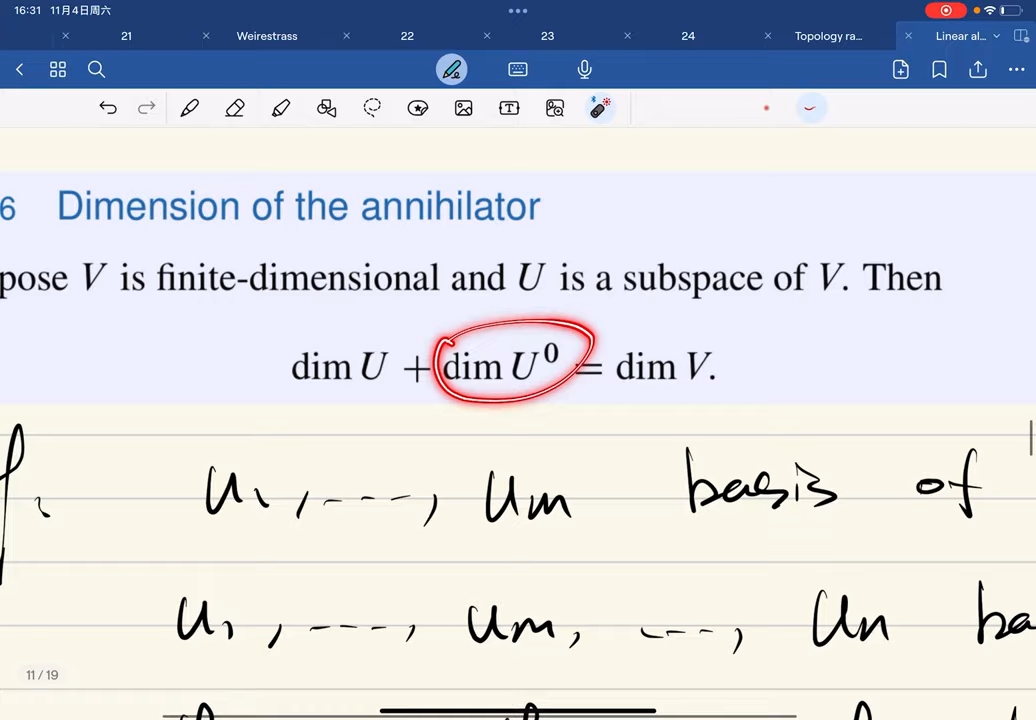 16:31 11月4日周六
21 Weirestrass 22 23 24 Topology ra... Linear al...
6 Dimension of the annihilator
pose V is finite-dimensional and U is a subspace of V. Then
dim U + dim U⁰ = dim V.
u₁, ----, um basis of
u₁, ----, um, ----, un ba
11 / 19